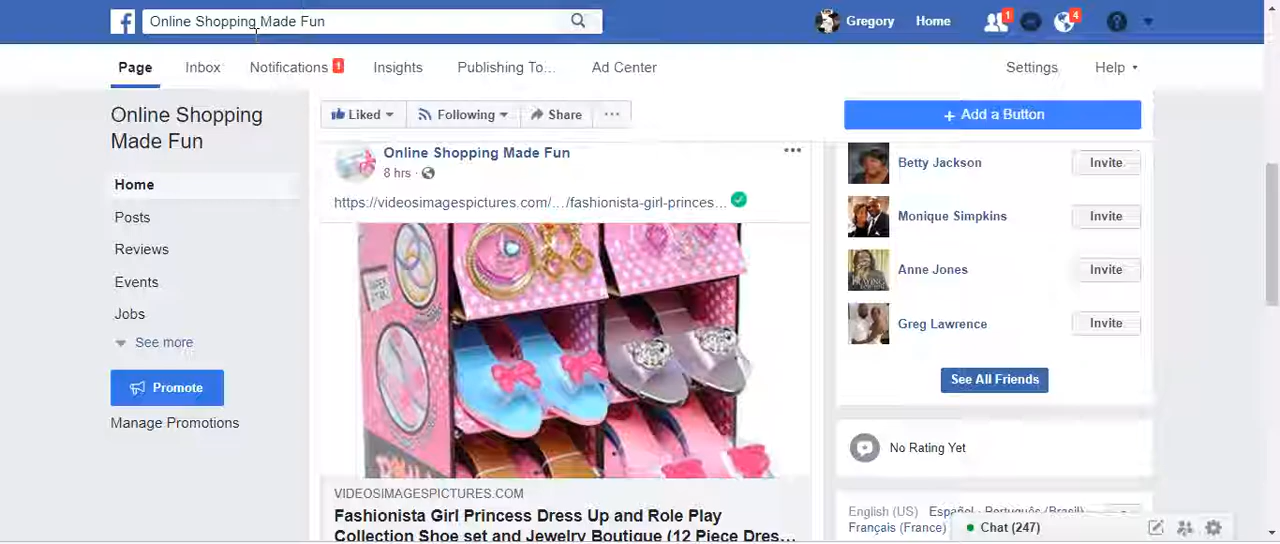 Online Shopping Made Fun
Gregory
Home
1
4
Page
Inbox
Notifications 1
Insights
Publishing To...
Ad Center
Settings
Help
Online Shopping
Made Fun
Liked
Following
Share
...
+ Add a Button
Online Shopping Made Fun
8 hrs ·
https://videosimagespictures.com/.../fashionista-girl-princes...
Betty Jackson
Invite
Monique Simpkins
Invite
Anne Jones
Invite
Greg Lawrence
Invite
See All Friends
Home
Posts
Reviews
Events
Jobs
See more
Promote
Manage Promotions
No Rating Yet
VIDEOSIMAGESPICTURES.COM
Fashionista Girl Princess Dress Up and Role Play
Collection Shoe set and Jewelry Boutique (12 Piece Dres...
English (US) · Español · Português (Brasil) ·
Français (France)
Chat (247)